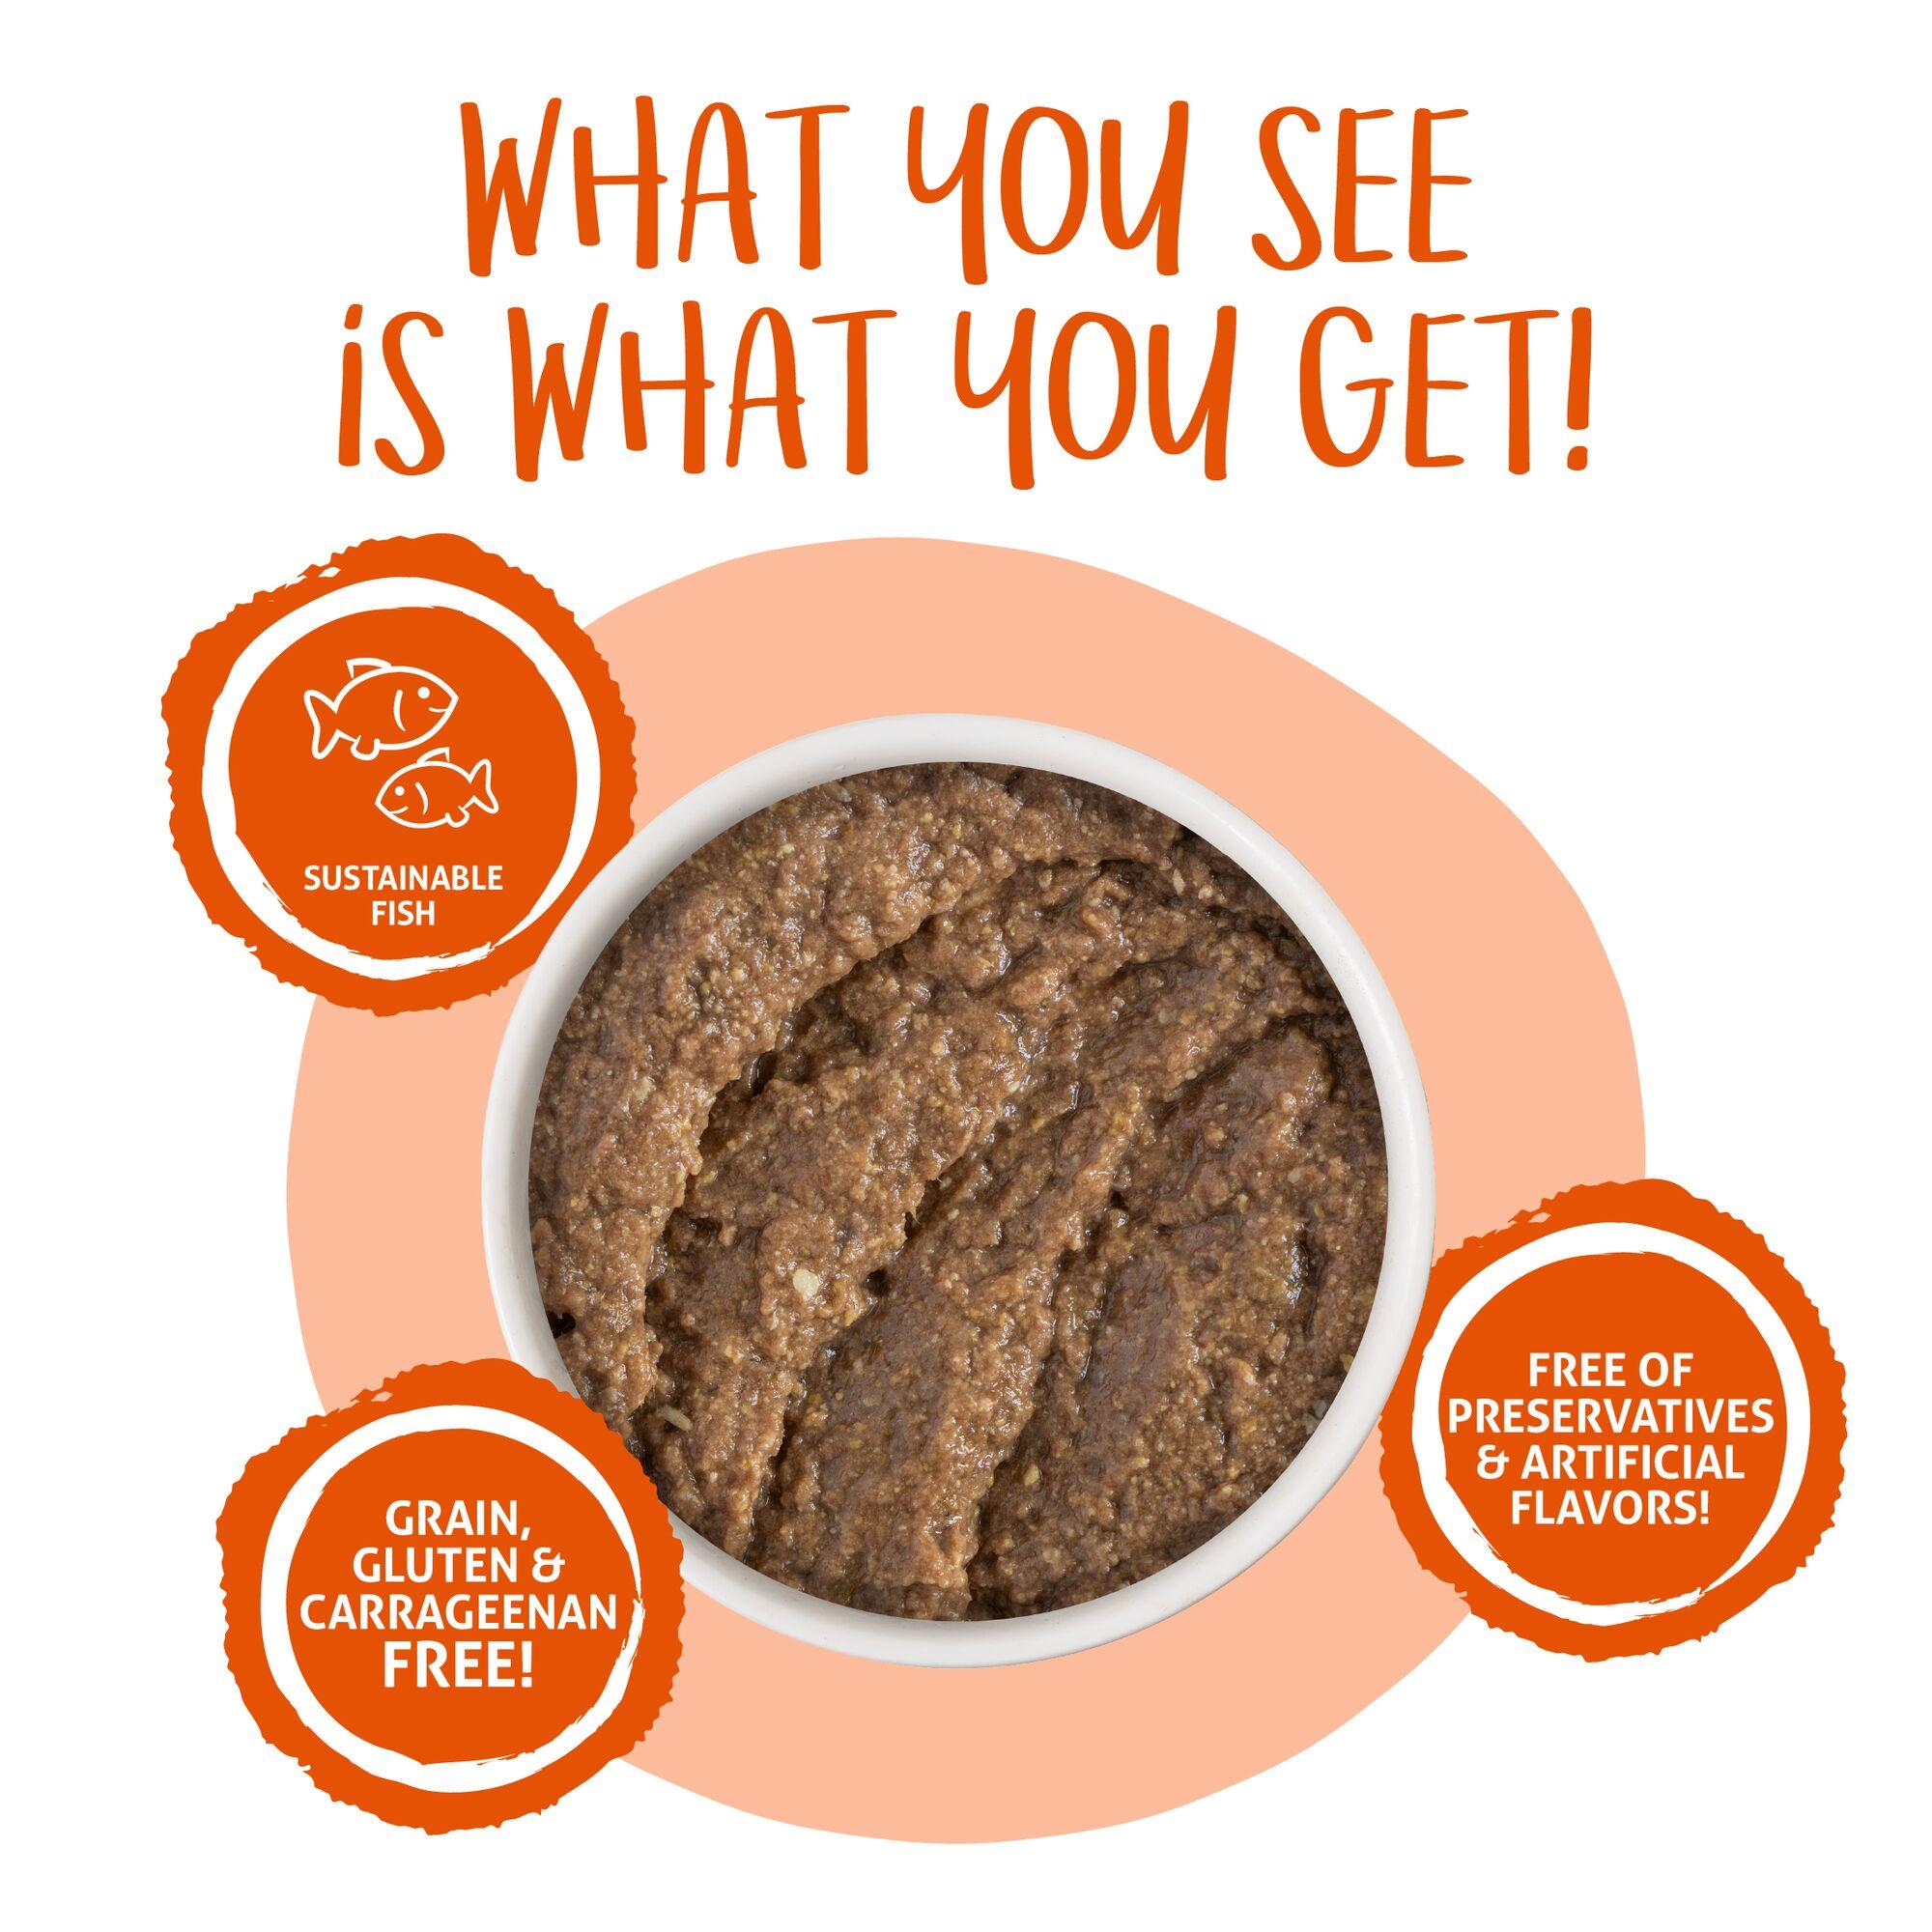 WHAT YOU SEE
iS WHAT YOU GET!
SUSTAINABLE
FISH
FREE OF
PRESERVATIVES
& ARTIFICIAL
FLAVORS!
GRAIN,
GLUTEN &
CARRAGEENAN
FREE!